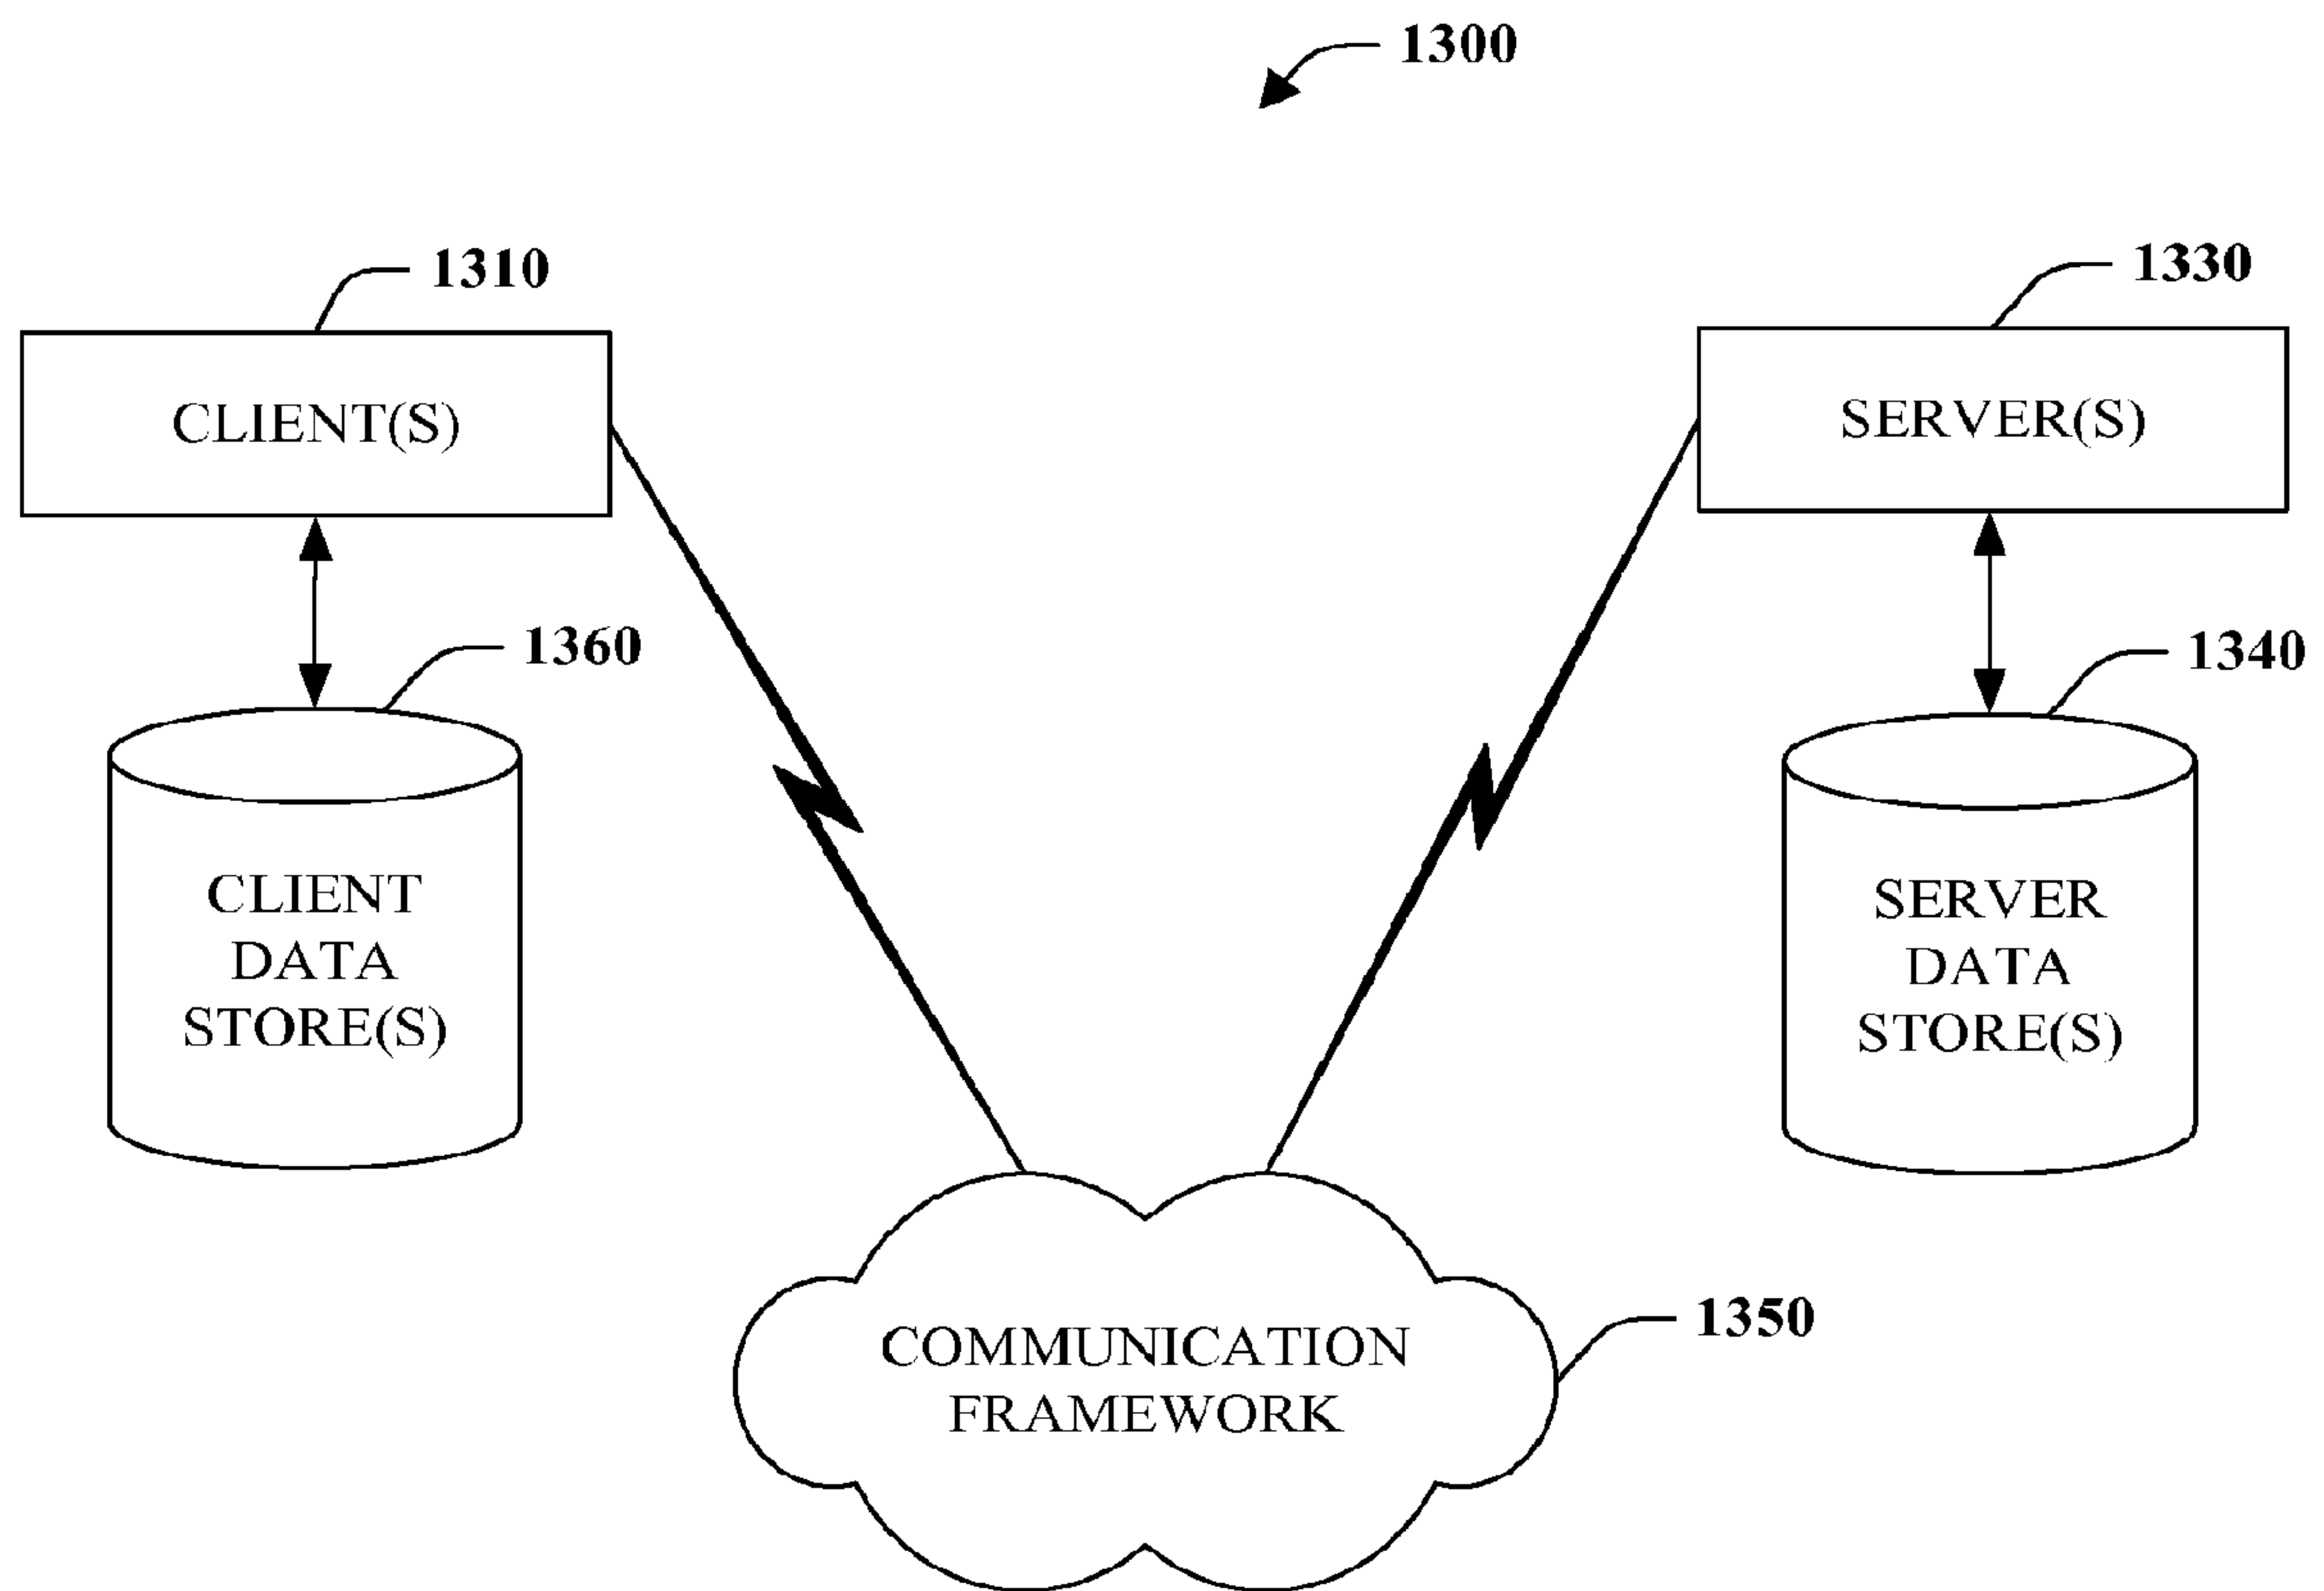 1300
1310
1330
CLIENT(S)
SERVER(S)
1360
1340
CLIENT
DATA
STORE(S)
SERVER
DATA
STORE(S)
1350
COMMUNICATION
FRAMEWORK